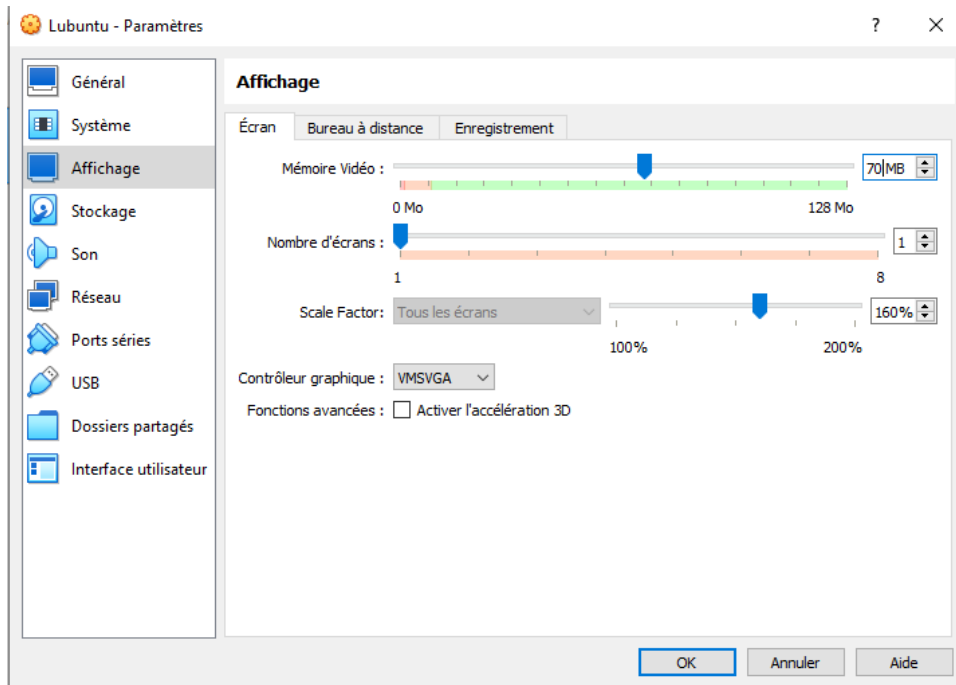 Lubuntu - Paramètres ?
Général
Système
Affichage
Stockage
Son
Réseau
Ports séries
USB
Dossiers partagés
Interface utilisateur
Affichage
Écran Bureau à distance Enregistrement
Mémoire Vidéo : 70 MB
0 Mo 128 Mo
Nombre d'écrans : 1
1 8
Scale Factor: Tous les écrans 160%
100% 200%
Contrôleur graphique : VMSVGA
Fonctions avancées : Activer l'accélération 3D
OK Annuler Aide